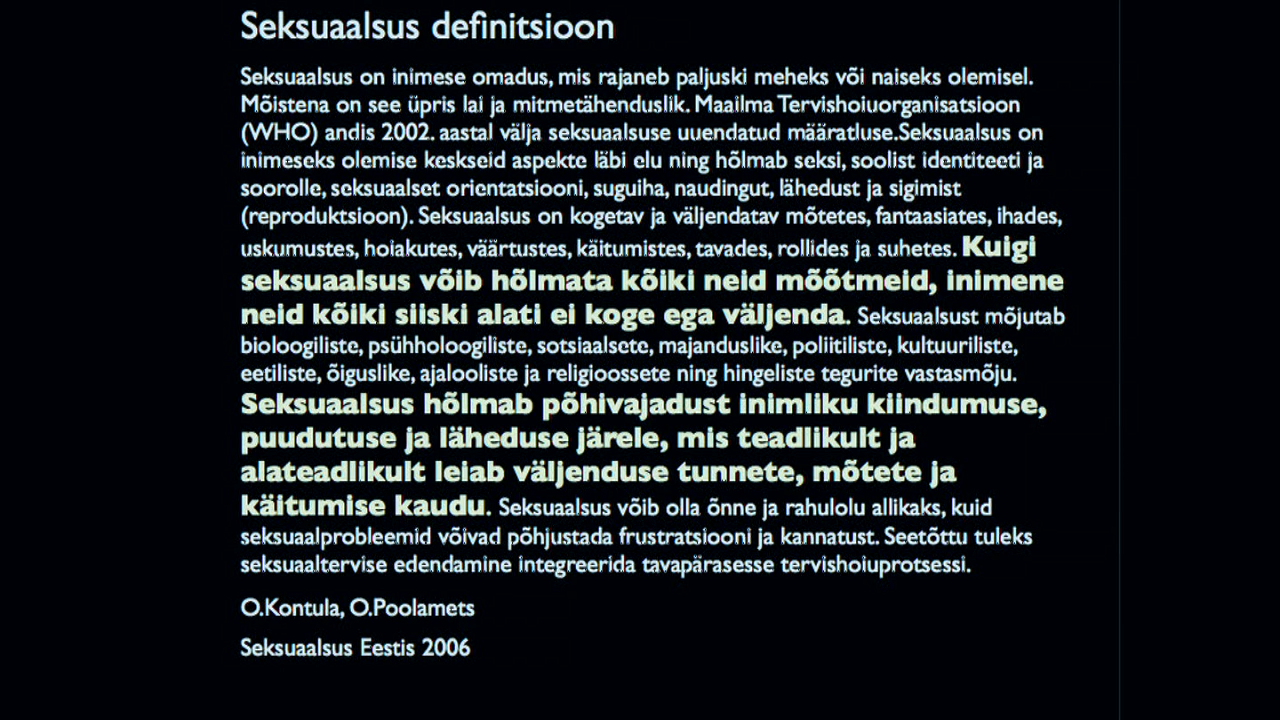 Seksuaalsus definitsioon
Seksuaalsus on inimese omadus, mis rajaneb paljuski meheks või naiseks olemisel.
Mõistena on see üpris lai ja mitmetähenduslik. Maailma Tervishoiuorganisatsioon
(WHO) andis 2002. aastal välja seksuaalsuse uuendatud määratluse.Seksuaalsus on
inimeseks olemise keskseid aspekte läbi elu ning hõlmab seksi, soolist identiteeti ja
soorolle, seksuaalset orientatsiooni, suguiha, naudingut, lähedust ja sigimist
(reproduktsioon). Seksuaalsus on kogetav ja väljendatav mõtetes, fantaasiates, ihades,
uskumustes, hoiakutes, väärtustes, käitumistes, tavades, rollides ja suhetes. Kuigi
seksuaalsus võib hõlmata kõiki neid mõõtmeid, inimene
neid kõiki siiski alati ei koge ega väljenda. Seksuaalsust mõjutab
bioloogiliste, psühholoogiliste, sotsiaalsete, majanduslike, poliitiliste, kultuuriliste,
eetiliste, õiguslike, ajalooliste ja religioossete ning hingeliste tegurite vastasmõju.
Seksuaalsus hõlmab põhivajadust inimliku kiindumuse,
puudutuse ja läheduse järele, mis teadlikult ja
alateadlikult leiab väljenduse tunnete, mõtete ja
käitumise kaudu. Seksuaalsus võib olla õnne ja rahulolu allikaks, kuid
seksuaalprobleemid võivad põhjustada frustratsiooni ja kannatust. Seetõttu tuleks
seksuaaltervise edendamine integreerida tavapärasesse tervishoiuprotsessi.
O.Kontula, O.Poolamets
Seksuaalsus Eestis 2006